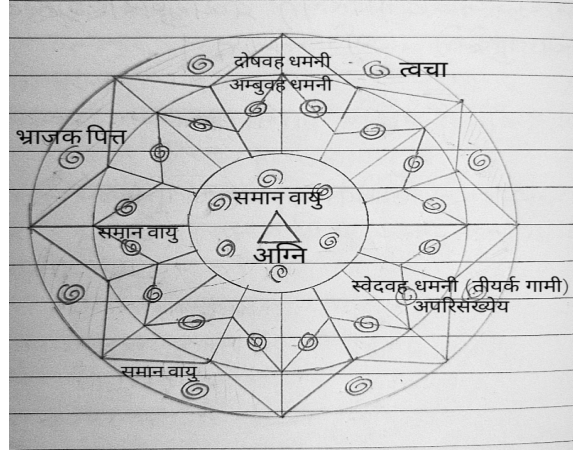 दोषवह धमनी
त्वचा
अम्बुवह धमनी
भ्राजक पित्त
समान वायु
समान वायु
अग्नि
स्वेदवह धमनी (तीयर्क गामी)
अपरिसंख्येय
समान वायु